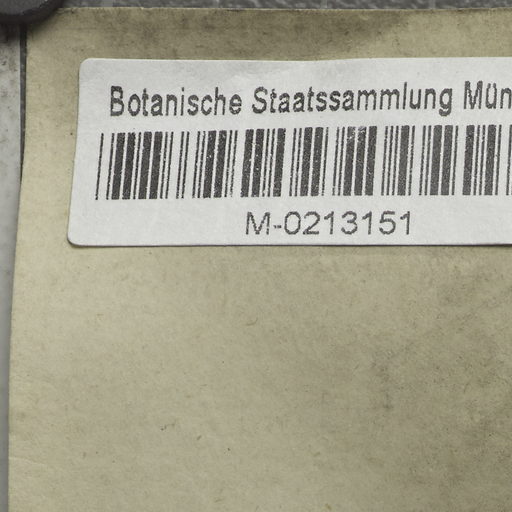 Botanische Staatssammlung Mün
M-0213151